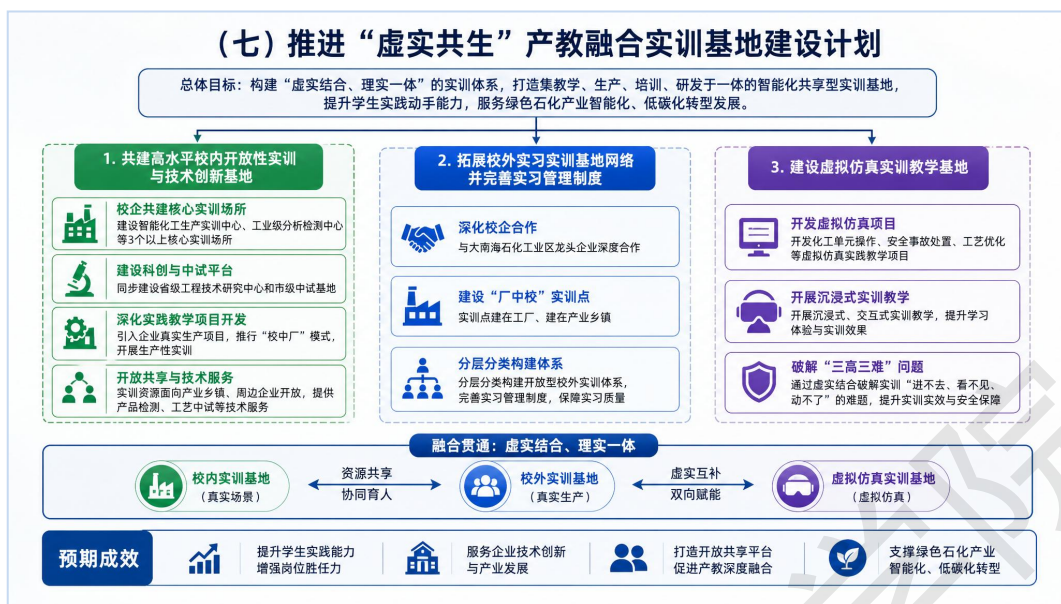 （七）推进“虚实共生”产教融合实训基地建设计划
总体目标：构建“虚实结合、理实一体”的实训体系，打造集教学、生产、培训、研发于一体的智能化共享型实训基地，
提升学生实践动手能力，服务绿色石化产业智能化、低碳化转型发展。
1. 共建高水平校内开放性实训
与技术创新基地
校企共建核心实训场所
建设智能化工生产实训中心、工业级分析检测中心
等3个以上核心实训场所
建设科创与中试平台
同步建设省级工程技术研究中心和市级中试基地
深化实践教学项目开发
引入企业真实生产项目，推行“校中厂”模式，
开展生产性实训
开放共享与技术服务
实训资源面向产业乡镇、周边企业开放，提供
产品检测、工艺中试等技术服务
2. 拓展校外实习实训基地网络
并完善实习管理制度
深化校企合作
与大南海石化工业区龙头企业深度合作
建设“厂中校”实训点
实训点建在工厂、建在产业乡镇
分层分类构建体系
分层分类构建开放型校外实训体系，
完善实习管理制度，保障实习质量
3. 建设虚拟仿真实训教学基地
开发虚拟仿真项目
开发化工单元操作、安全事故处置、工艺优化
等虚拟仿真实践教学项目
开展沉浸式实训教学
开展沉浸式、交互式实训教学，提升学习
体验与实训效果
破解“三高三难”问题
通过虚实结合破解实训“进不去、看不见、
动不了”的难题，提升实训实效与安全保障
融合贯通：虚实结合、理实一体
校内实训基地
（真实场景）
资源共享
协同育人
校外实训基地
（真实生产）
虚实互补
双向赋能
虚拟仿真实训基地
（虚拟仿真）
预期成效
提升学生实践能力
增强岗位胜任力
服务企业技术创新
与产业发展
打造开放共享平台
促进产教深度融合
支撑绿色石化产业
智能化、低碳化转型
学院